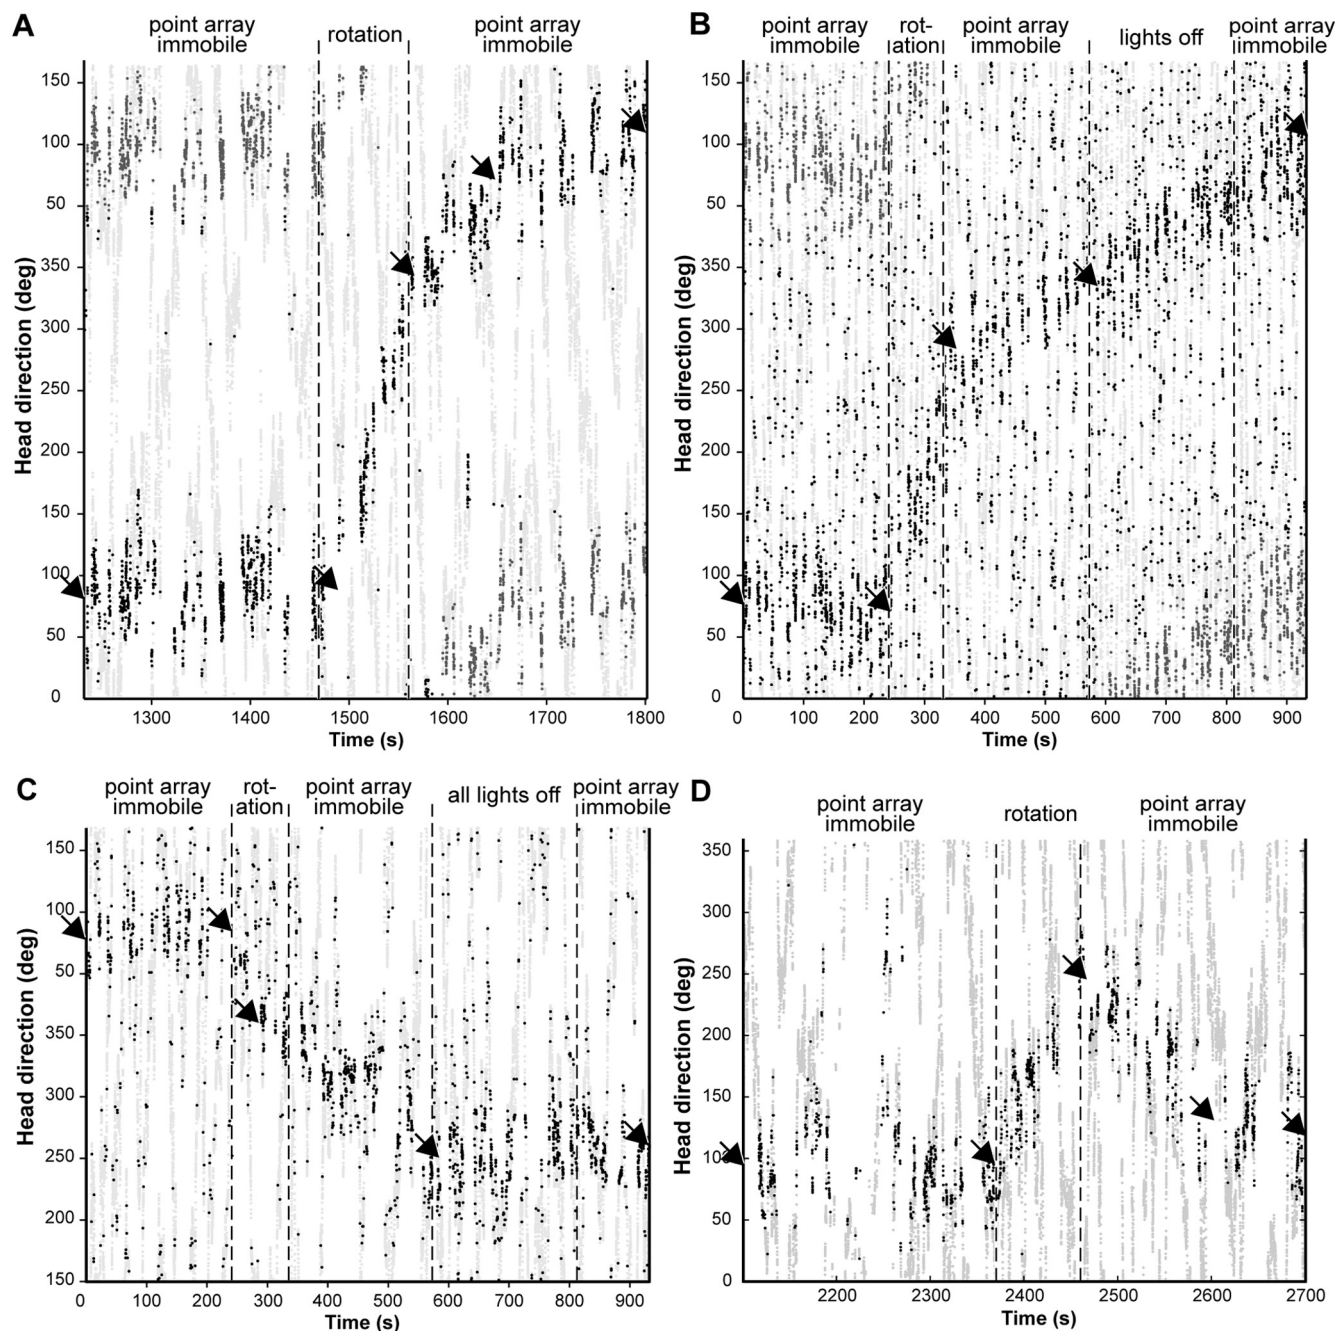 A
point array
immobile
rotation
point array
immobile
150
100
50
350
300
250
200
150
100
50
0
Head direction (deg)
1300
1400
1500
1600
1700
1800
Time (s)
B
point array
immobile
rot-
ation
point array
immobile
lights off
point array
immobile
150
100
50
350
300
250
200
150
100
50
0
Head direction (deg)
0
100
200
300
400
500
600
700
800
900
Time (s)
C
point array
immobile
rot-
ation
point array
immobile
all lights off
point array
immobile
150
100
50
350
300
250
200
150
Head direction (deg)
0
100
200
300
400
500
600
700
800
900
Time (s)
D
point array
immobile
rotation
point array
immobile
350
300
250
200
150
100
50
0
Head direction (deg)
2200
2300
2400
2500
2600
2700
Time (s)